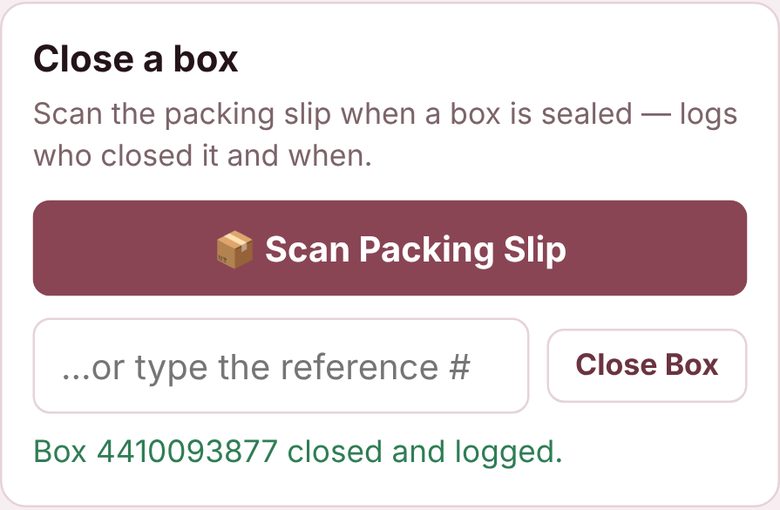 Close a box
Scan the packing slip when a box is sealed — logs
who closed it and when.
📦 Scan Packing Slip
...or type the reference #
Close Box
Box 4410093877 closed and logged.